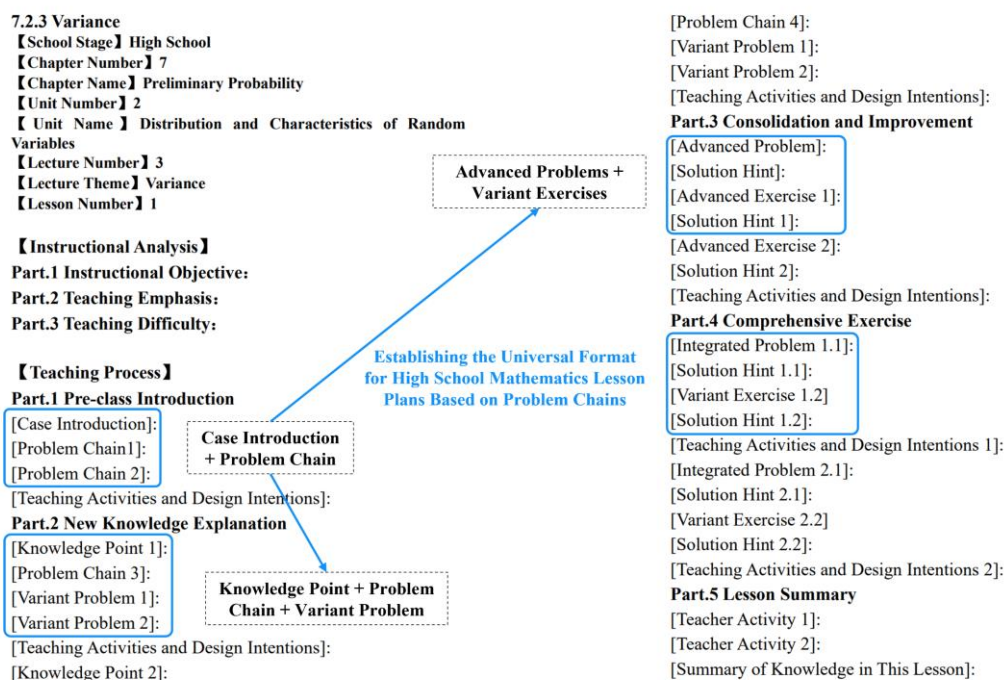 7.2.3 Variance
【School Stage】High School
【Chapter Number】7
【Chapter Name】Preliminary Probability
【Unit Number】2
【 Unit Name 】 Distribution and Characteristics of Random
Variables
【Lecture Number】3
【Lecture Theme】Variance
【Lesson Number】1
【Instructional Analysis】
Part.1 Instructional Objective：
Part.2 Teaching Emphasis：
Part.3 Teaching Difficulty：
【Teaching Process】
Part.1 Pre-class Introduction
[Case Introduction]:
[Problem Chain1]:
[Problem Chain 2]:
[Teaching Activities and Design Intentions]:
Part.2 New Knowledge Explanation
[Knowledge Point 1]:
[Problem Chain 3]:
[Variant Problem 1]:
[Variant Problem 2]:
[Teaching Activities and Design Intentions]:
[Knowledge Point 2]:
Advanced Problems +
Variant Exercises
Establishing the Universal Format
for High School Mathematics Lesson
Plans Based on Problem Chains
Case Introduction
+ Problem Chain
Knowledge Point + Problem
Chain + Variant Problem
[Problem Chain 4]:
[Variant Problem 1]:
[Variant Problem 2]:
[Teaching Activities and Design Intentions]:
Part.3 Consolidation and Improvement
[Advanced Problem]:
[Solution Hint]:
[Advanced Exercise 1]:
[Solution Hint 1]:
[Advanced Exercise 2]:
[Solution Hint 2]:
[Teaching Activities and Design Intentions]:
Part.4 Comprehensive Exercise
[Integrated Problem 1.1]:
[Solution Hint 1.1]:
[Variant Exercise 1.2]
[Solution Hint 1.2]:
[Teaching Activities and Design Intentions 1]:
[Integrated Problem 2.1]:
[Solution Hint 2.1]:
[Variant Exercise 2.2]
[Solution Hint 2.2]:
[Teaching Activities and Design Intentions 2]:
Part.5 Lesson Summary
[Teacher Activity 1]:
[Teacher Activity 2]:
[Summary of Knowledge in This Lesson]: